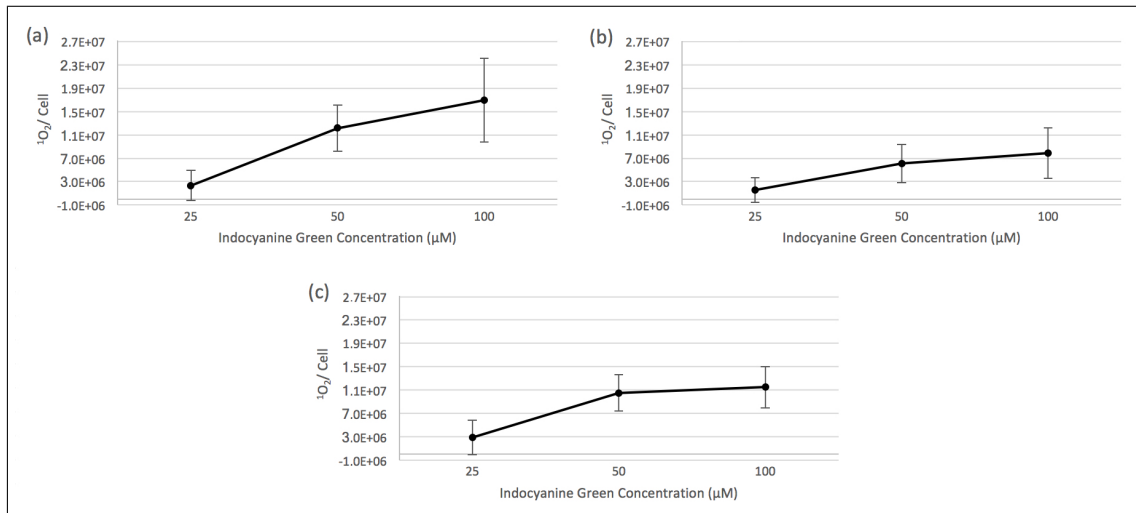 (a)
2.7E+07
2.3E+07
1.9E+07
1.5E+07
1.1E+07
7.0E+06
3.0E+06
-1.0E+06
¹O₂/ Cell
25 50 100
Indocyanine Green Concentration (µM)
(b)
2.7E+07
2.3E+07
1.9E+07
1.5E+07
1.1E+07
7.0E+06
3.0E+06
-1.0E+06
¹O₂/ Cell
25 50 100
Indocyanine Green Concentration (µM)
(c)
2.7E+07
2.3E+07
1.9E+07
1.5E+07
1.1E+07
7.0E+06
3.0E+06
-1.0E+06
¹O₂/ Cell
25 50 100
Indocyanine Green Concentration (µM)